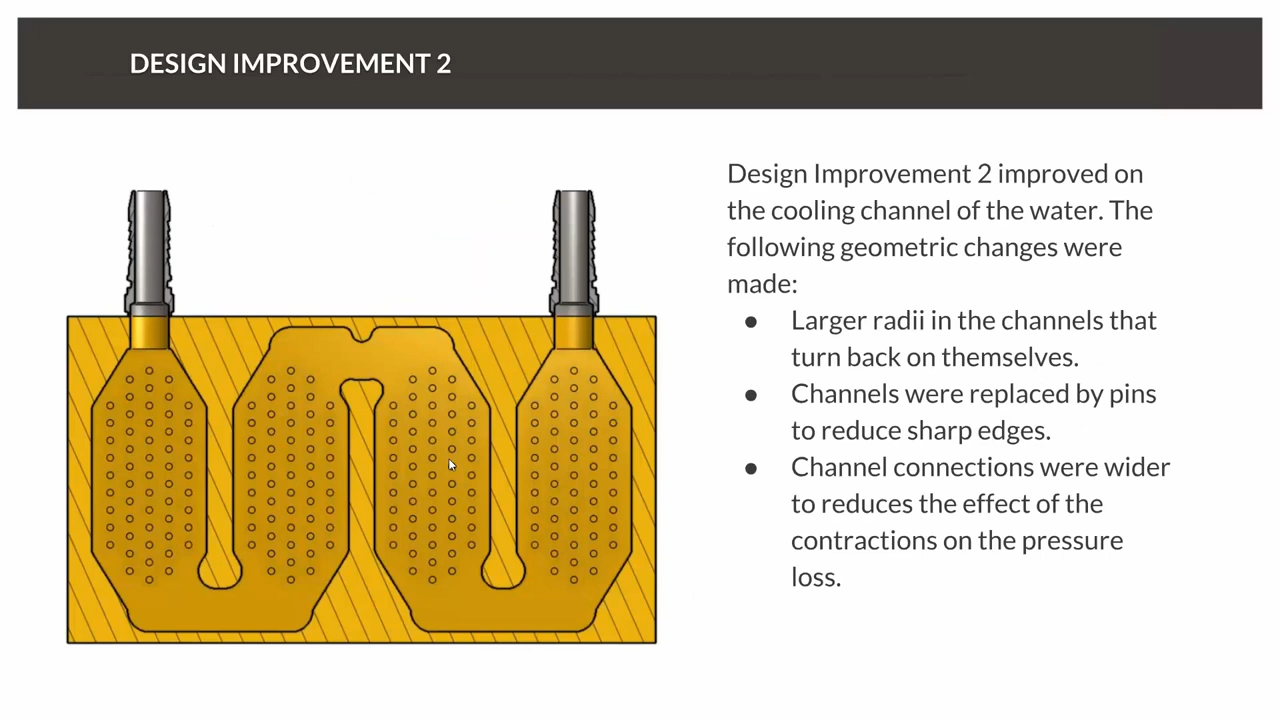 DESIGN IMPROVEMENT 2
Design Improvement 2 improved on
the cooling channel of the water. The
following geometric changes were
made:
● Larger radii in the channels that
turn back on themselves.
● Channels were replaced by pins
to reduce sharp edges.
● Channel connections were wider
to reduces the effect of the
contractions on the pressure
loss.